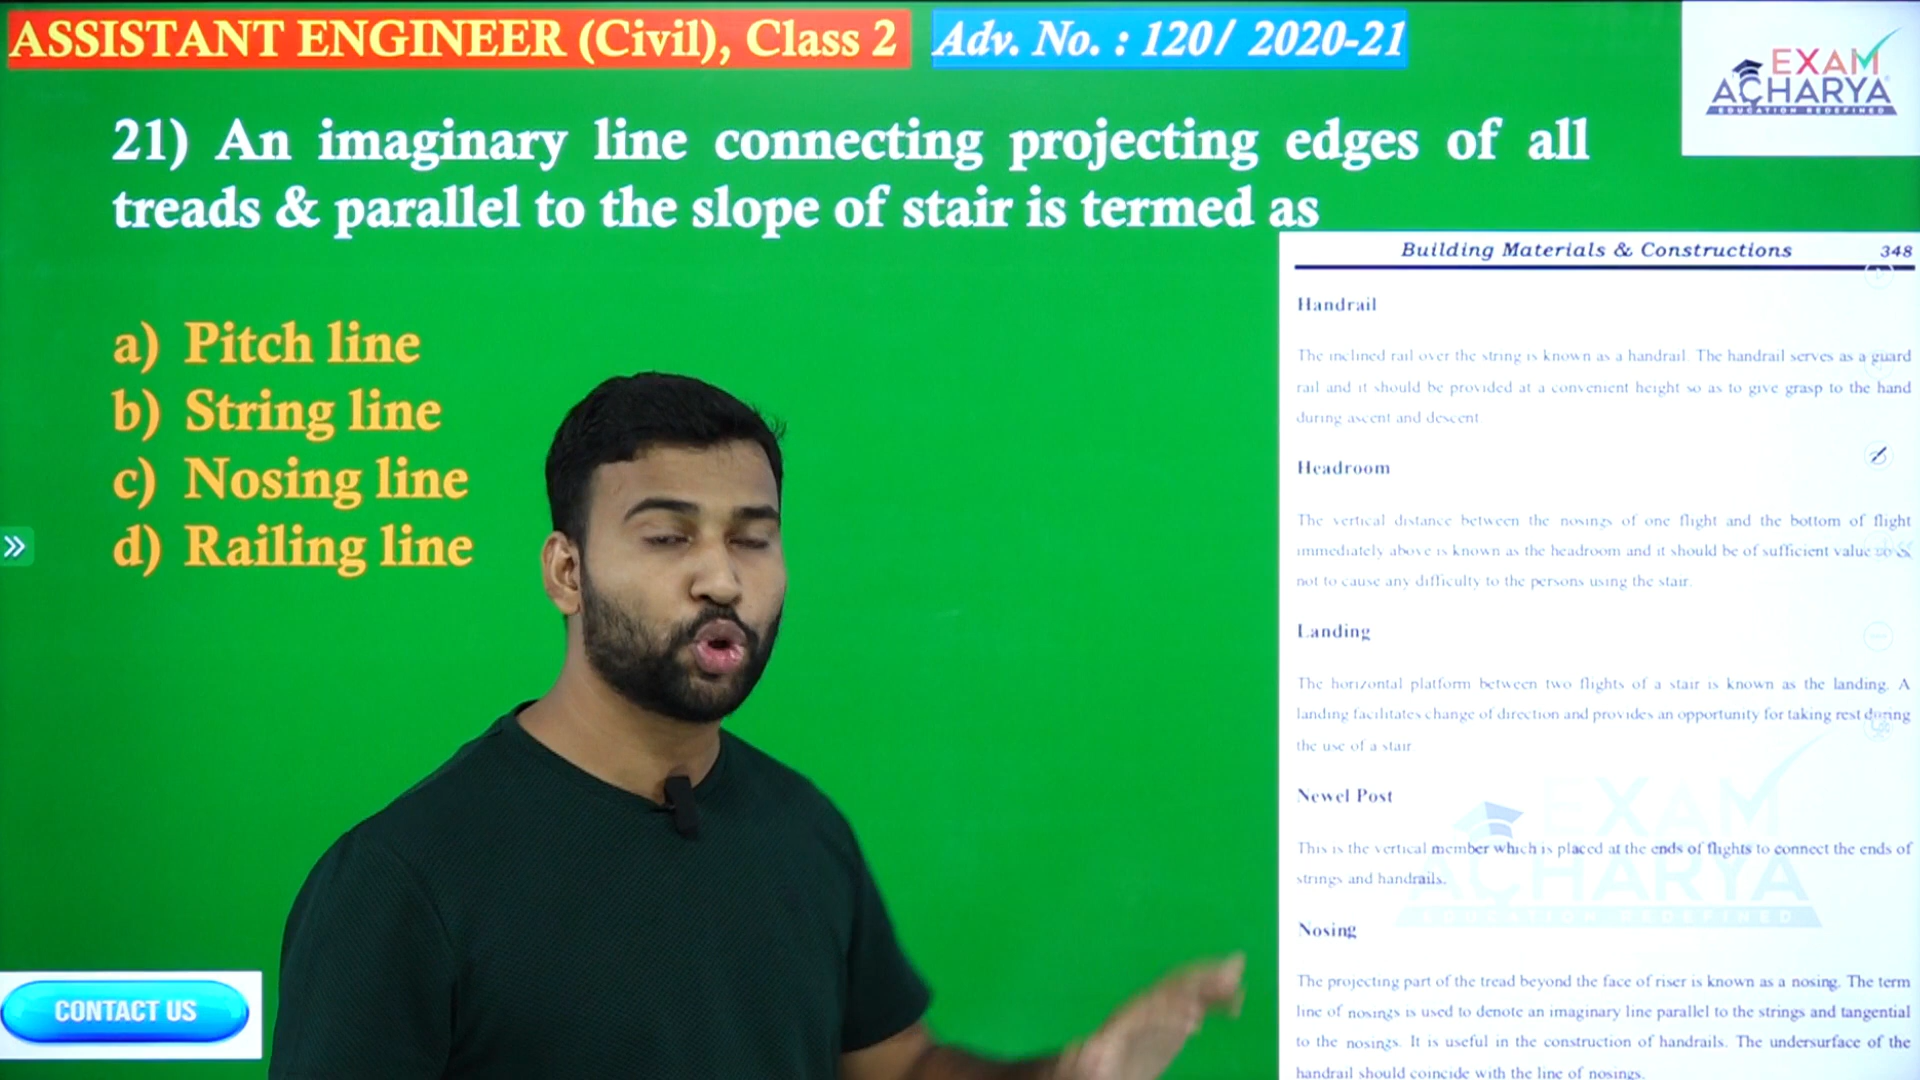 ASSISTANT ENGINEER (Civil), Class 2 Adv. No. : 120/ 2020-21
EXAM
ACHARYA
EDUCATION REDEFINED
21) An imaginary line connecting projecting edges of all
treads & parallel to the slope of stair is termed as
a) Pitch line
b) String line
c) Nosing line
d) Railing line
CONTACT US
Building Materials & Constructions 348
Handrail
The inclined rail over the string is known as a handrail. The handrail serves as a guard
rail and it should be provided at a convenient height so as to give grasp to the hand
during ascent and descent
Headroom
The vertical distance between the nosings of one flight and the bottom of flight
immediately above is known as the headroom and it should be of sufficient value so
not to cause any difficulty to the persons using the stair.
Landing
The horizontal platform between two flights of a stair is known as the landing. A
landing facilitates change of direction and provides an opportunity for taking rest during
the use of a stair
Newel Post
This is the vertical member which is placed at the ends of flights to connect the ends of
strings and handrails.
EXAM
ACHARYA
EDUCATION REDEFINED
Nosing
The projecting part of the tread beyond the face of riser is known as a nosing. The term
line of nosings is used to denote an imaginary line parallel to the strings and tangential
to the nosings. It is useful in the construction of handrails. The undersurface of the
handrail should coincide with the line of nosings.